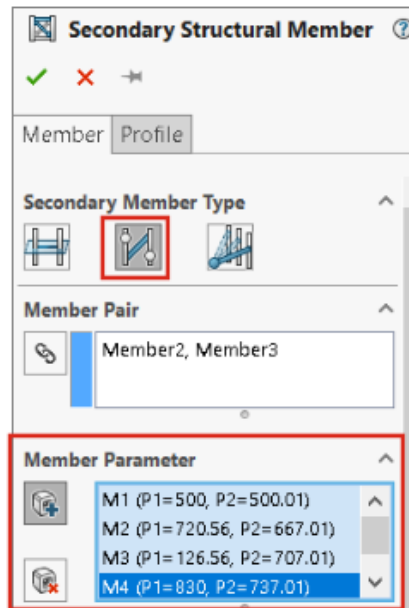 Secondary Structural Member
Member Profile
Secondary Member Type
Member Pair
Member2, Member3
Member Parameter
M1 (P1=500, P2=500.01)
M2 (P1=720.56, P2=667.01)
M3 (P1=126.56, P2=707.01)
M4 (P1=830, P2=737.01)